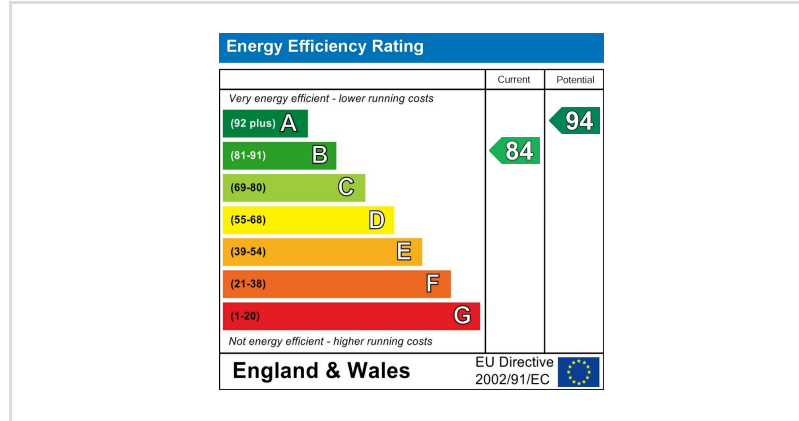 Energy Efficiency Rating
Current Potential
Very energy efficient - lower running costs
(92 plus) A
94
(81-91) B
84
(69-80) C
(55-68) D
(39-54) E
(21-38) F
(1-20) G
Not energy efficient - higher running costs
England & Wales
EU Directive
2002/91/EC